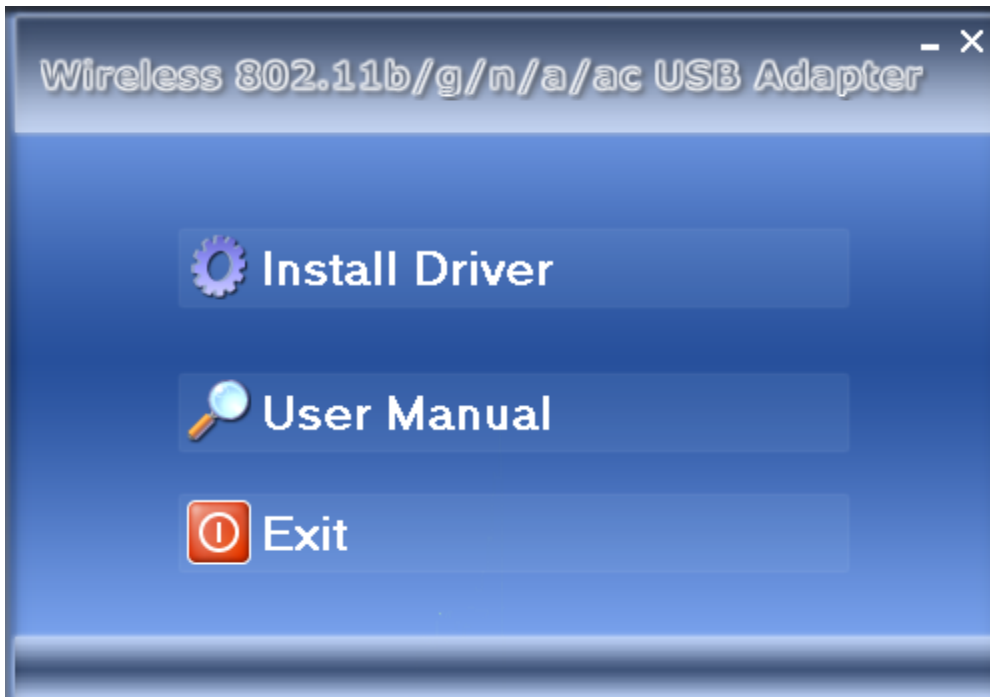 Wireless 802.11b/g/n/a/ac USB Adapter
Install Driver
User Manual
Exit